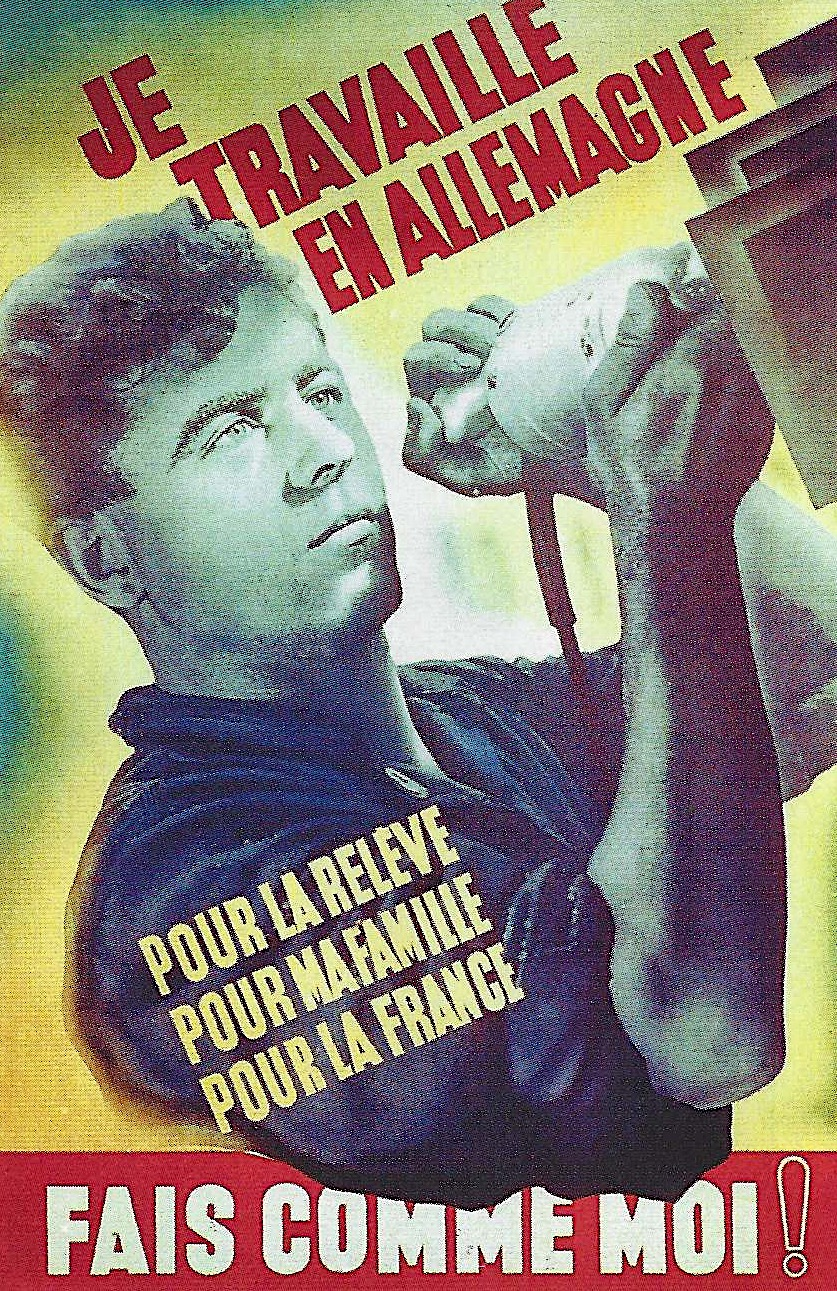 JE
TRAVAILLE
EN ALLEMAGNE
POUR LA RELEVE
POUR MA FAMILLE
POUR LA FRANCE
FAIS COMME MOI!